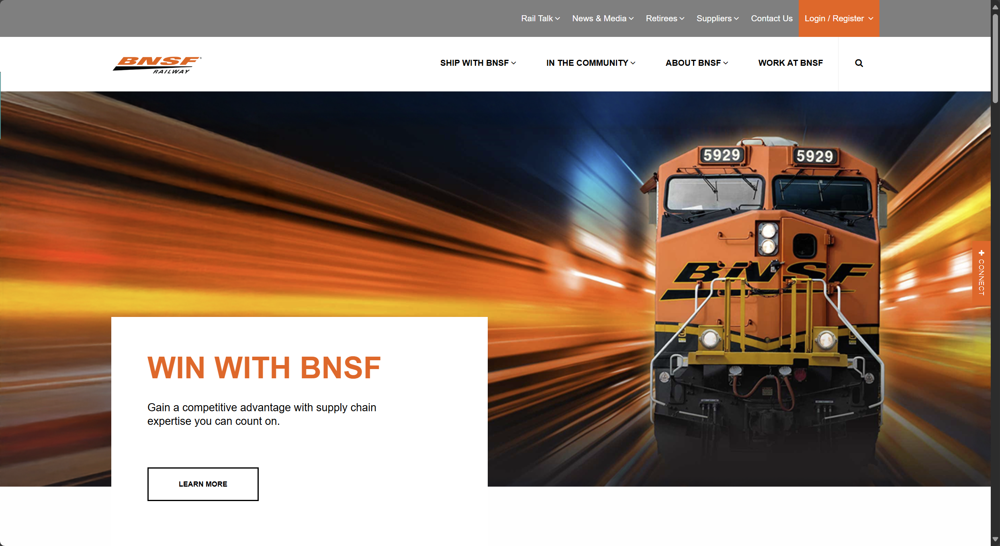 Rail Talk
News & Media
Retirees
Suppliers
Contact Us
Login / Register
BNSF
RAILWAY
SHIP WITH BNSF
IN THE COMMUNITY
ABOUT BNSF
WORK AT BNSF
5929
5929
BNSF
CONNECT
WIN WITH BNSF
Gain a competitive advantage with supply chain
expertise you can count on.
LEARN MORE